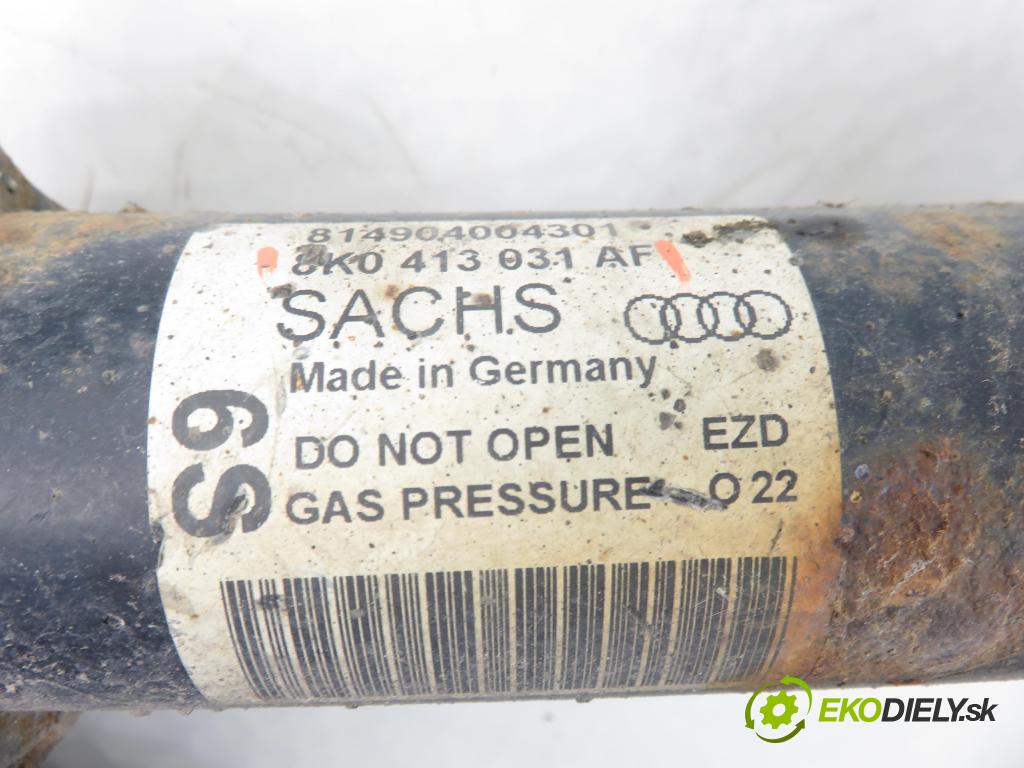 814904004301
8K0 413 031 AF
SACHS
Made in Germany
S9
DO NOT OPEN EZD
GAS PRESSURE O 22
EKODIELY.sk